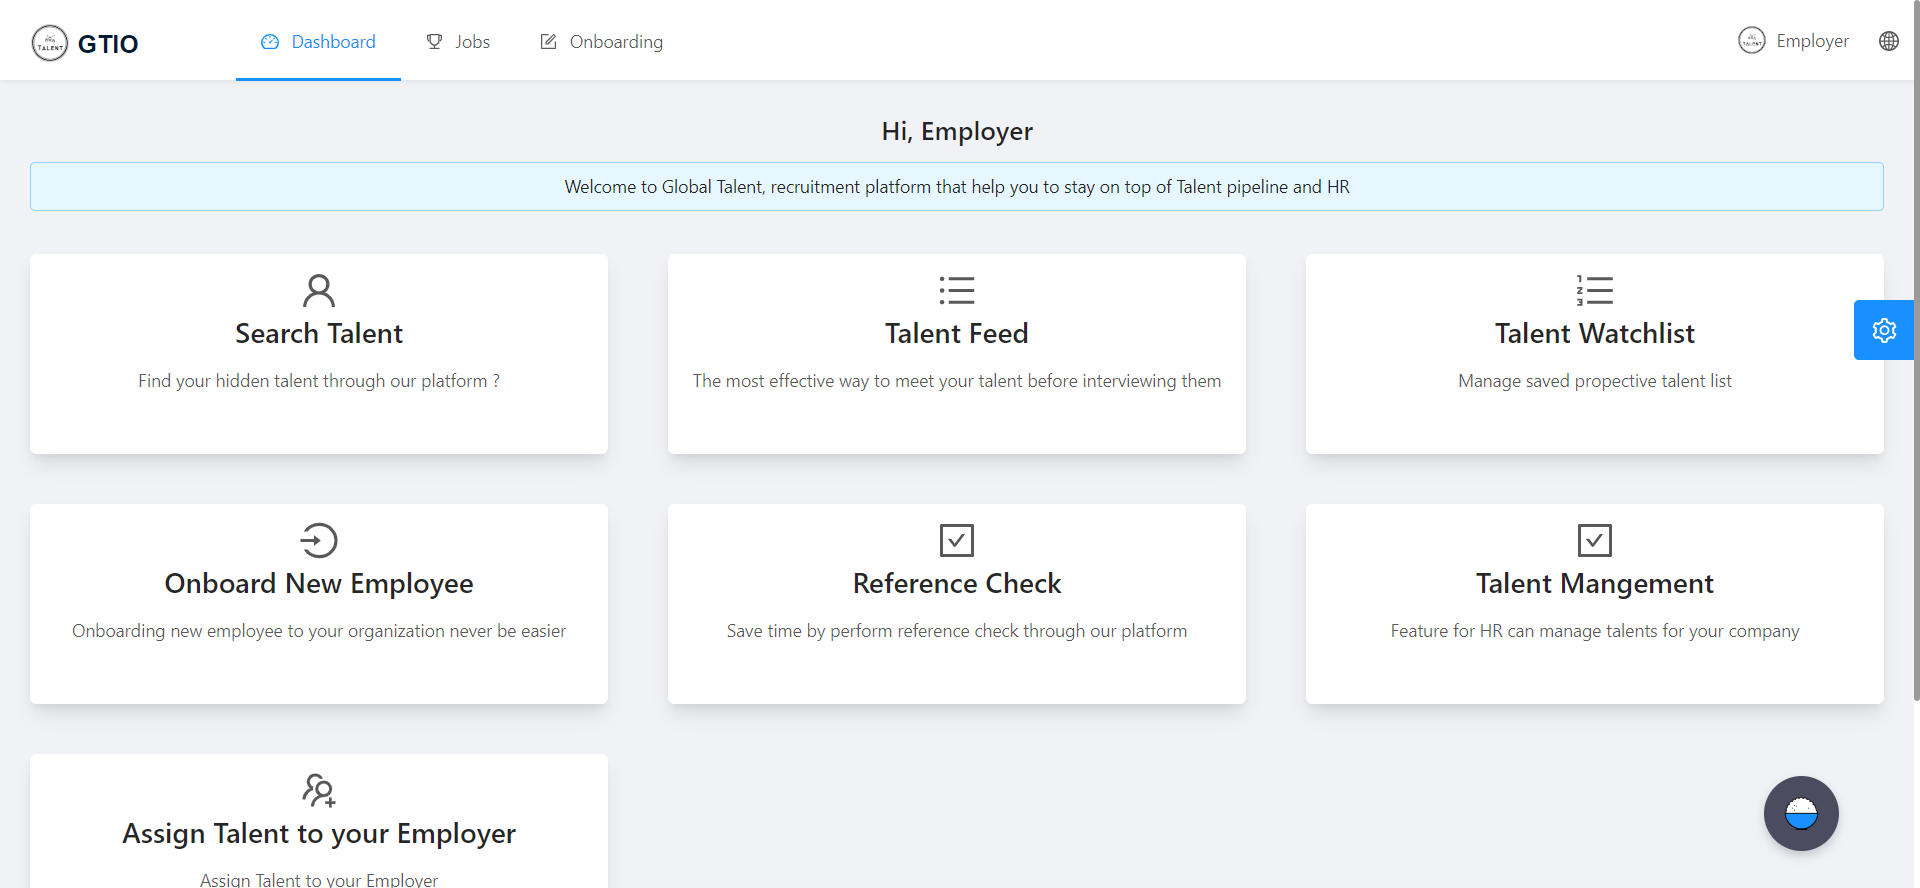 TALENT
GTIO
Dashboard
Jobs
Onboarding
Employer
Hi, Employer
Welcome to Global Talent, recruitment platform that help you to stay on top of Talent pipeline and HR
Search Talent
Find your hidden talent through our platform ?
Talent Feed
The most effective way to meet your talent before interviewing them
1
2
3
Talent Watchlist
Manage saved propective talent list
Onboard New Employee
Onboarding new employee to your organization never be easier
Reference Check
Save time by perform reference check through our platform
Talent Mangement
Feature for HR can manage talents for your company
Assign Talent to your Employer
Assign Talent to your Employer